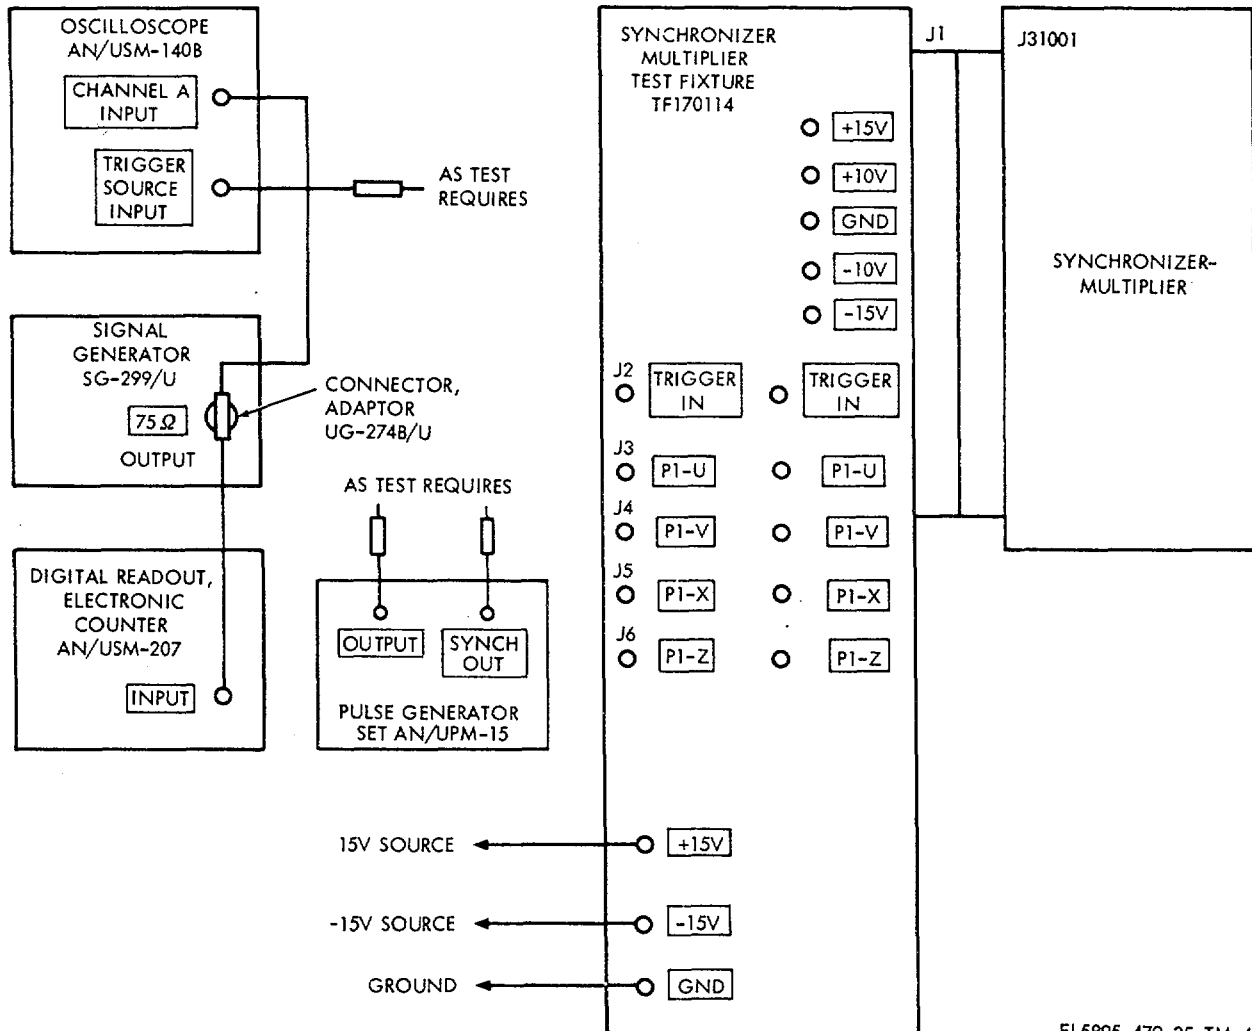 OSCILLOSCOPE
AN/USM-140B
CHANNEL A
INPUT
TRIGGER
SOURCE
INPUT
AS TEST
REQUIRES
SIGNAL
GENERATOR
SG-299/U
75Ω
OUTPUT
CONNECTOR,
ADAPTOR
UG-274B/U
AS TEST REQUIRES
DIGITAL READOUT,
ELECTRONIC
COUNTER
AN/USM-207
INPUT
OUTPUT
SYNCH
OUT
PULSE GENERATOR
SET AN/UPM-15
SYNCHRONIZER
MULTIPLIER
TEST FIXTURE
TF170114
+15V
+10V
GND
-10V
-15V
J2
TRIGGER
IN
TRIGGER
IN
J3
P1-U
P1-U
J4
P1-V
P1-V
J5
P1-X
P1-X
J6
P1-Z
P1-Z
15V SOURCE
+15V
-15V SOURCE
-15V
GROUND
GND
J1
J31001
SYNCHRONIZER-
MULTIPLIER